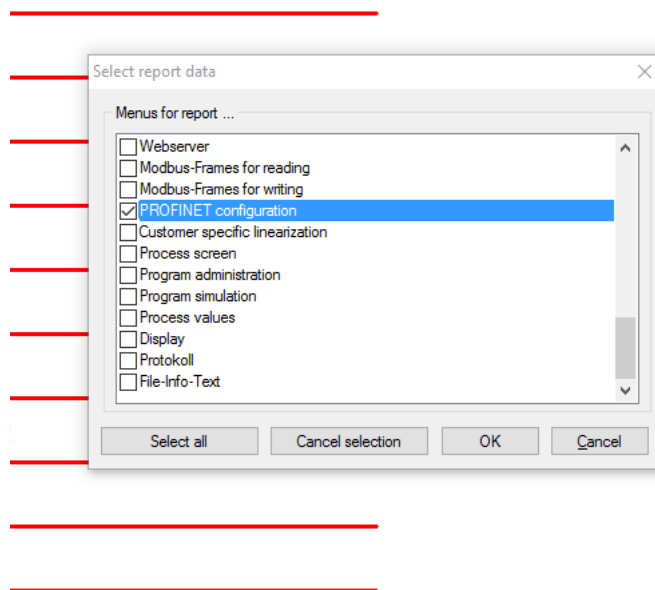 Select report data
Menus for report ...
Webserver
Modbus-Frames for reading
Modbus-Frames for writing
PROFINET configuration
Customer specific linearization
Process screen
Program administration
Program simulation
Process values
Display
Protokoll
File-Info-Text
Select all Cancel selection OK Cancel